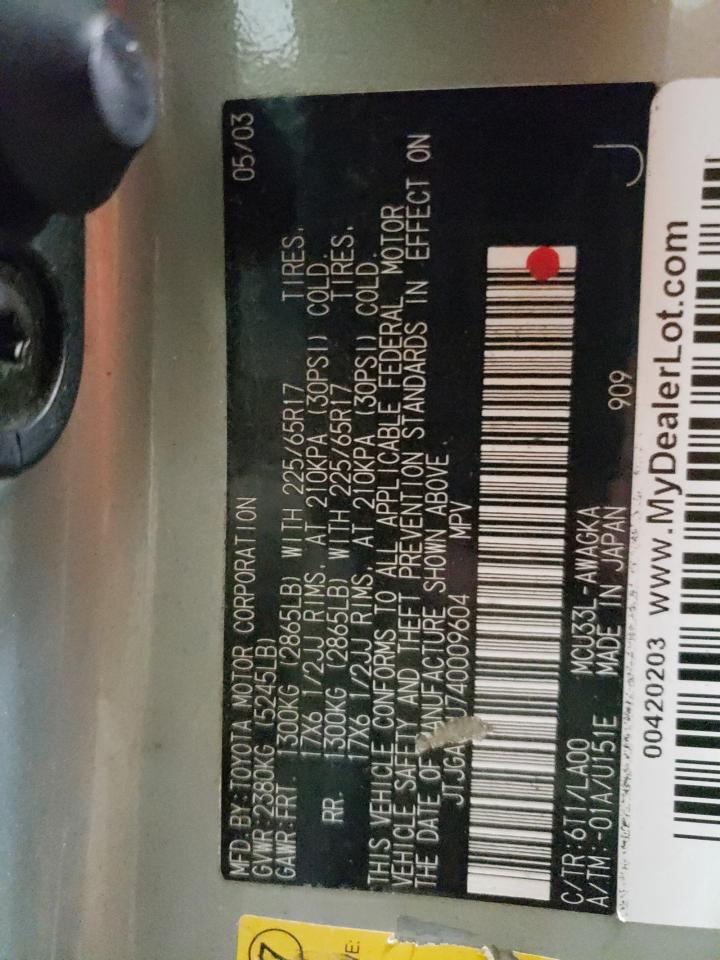 MFD. BY: TOYOTA MOTOR CORPORATION 05/03
GVWR: 2380KG (5245LB)
GAWR: FRT. 1300KG (2865LB) WITH 225/65R17 TIRES,
17X6 1/2JJ RIMS, AT 210KPA (30PSI) COLD.
RR. 1300KG (2865LB) WITH 225/65R17 TIRES,
17X6 1/2JJ RIMS, AT 210KPA (30PSI) COLD.
THIS VEHICLE CONFORMS TO ALL APPLICABLE FEDERAL MOTOR
VEHICLE SAFETY AND THEFT PREVENTION STANDARDS IN EFFECT ON
THE DATE OF MANUFACTURE SHOWN ABOVE.
MPV
C/TR: 6T1/LA00 MCU33L-AWAGKA
A/TM: -01A/U151E MADE IN JAPAN 909 J
00420203 www.MyDealerLot.com
7